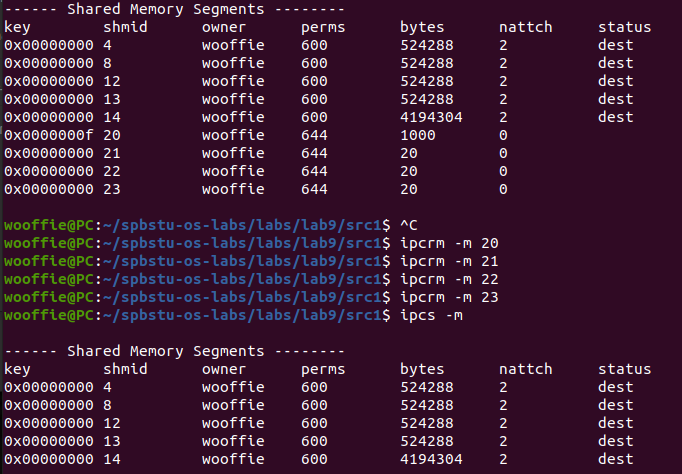 ------ Shared Memory Segments --------
key        shmid      owner      perms      bytes      nattch     status
0x00000000 4          wooffie    600        524288     2          dest
0x00000000 8          wooffie    600        524288     2          dest
0x00000000 12         wooffie    600        524288     2          dest
0x00000000 13         wooffie    600        524288     2          dest
0x00000000 14         wooffie    600        4194304    2          dest
0x0000000f 20         wooffie    644        1000       0
0x00000000 21         wooffie    644        20         0
0x00000000 22         wooffie    644        20         0
0x00000000 23         wooffie    644        20         0
wooffie@PC:~/spbstu-os-labs/labs/lab9/src1$ ^C
wooffie@PC:~/spbstu-os-labs/labs/lab9/src1$ ipcrm -m 20
wooffie@PC:~/spbstu-os-labs/labs/lab9/src1$ ipcrm -m 21
wooffie@PC:~/spbstu-os-labs/labs/lab9/src1$ ipcrm -m 22
wooffie@PC:~/spbstu-os-labs/labs/lab9/src1$ ipcrm -m 23
wooffie@PC:~/spbstu-os-labs/labs/lab9/src1$ ipcs -m
------ Shared Memory Segments --------
key        shmid      owner      perms      bytes      nattch     status
0x00000000 4          wooffie    600        524288     2          dest
0x00000000 8          wooffie    600        524288     2          dest
0x00000000 12         wooffie    600        524288     2          dest
0x00000000 13         wooffie    600        524288     2          dest
0x00000000 14         wooffie    600        4194304    2          dest